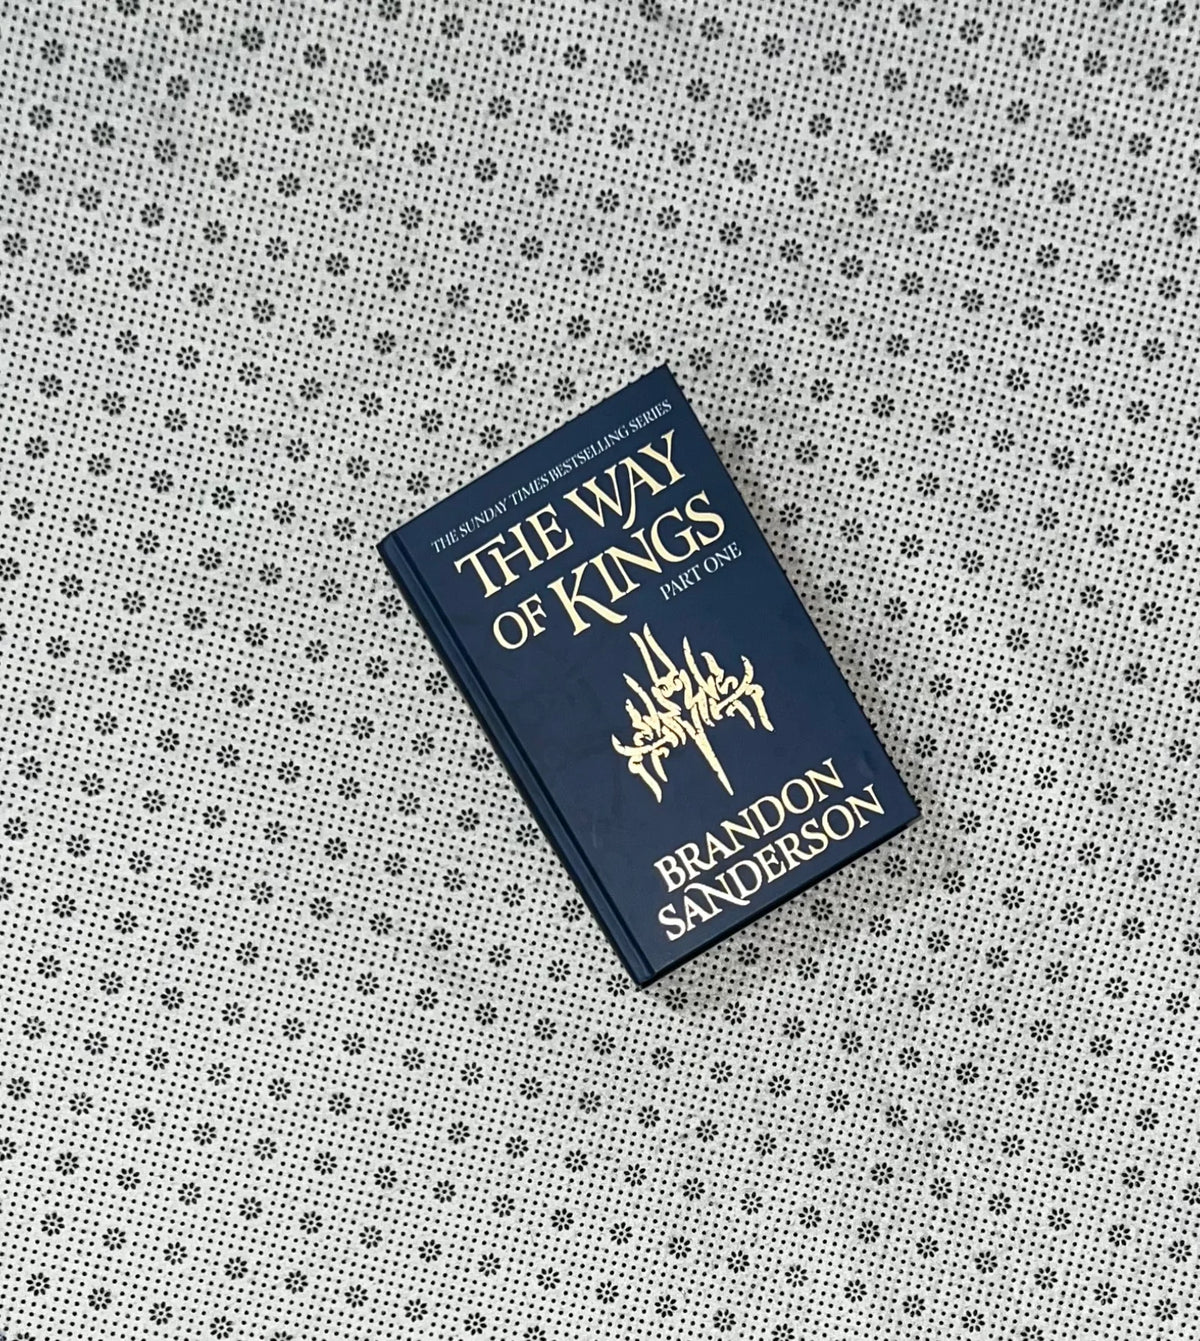 THE SUNDAY TIMES BESTSELLING SERIES
THE WAY
OF KINGS
PART ONE
BRANDON
SANDERSON